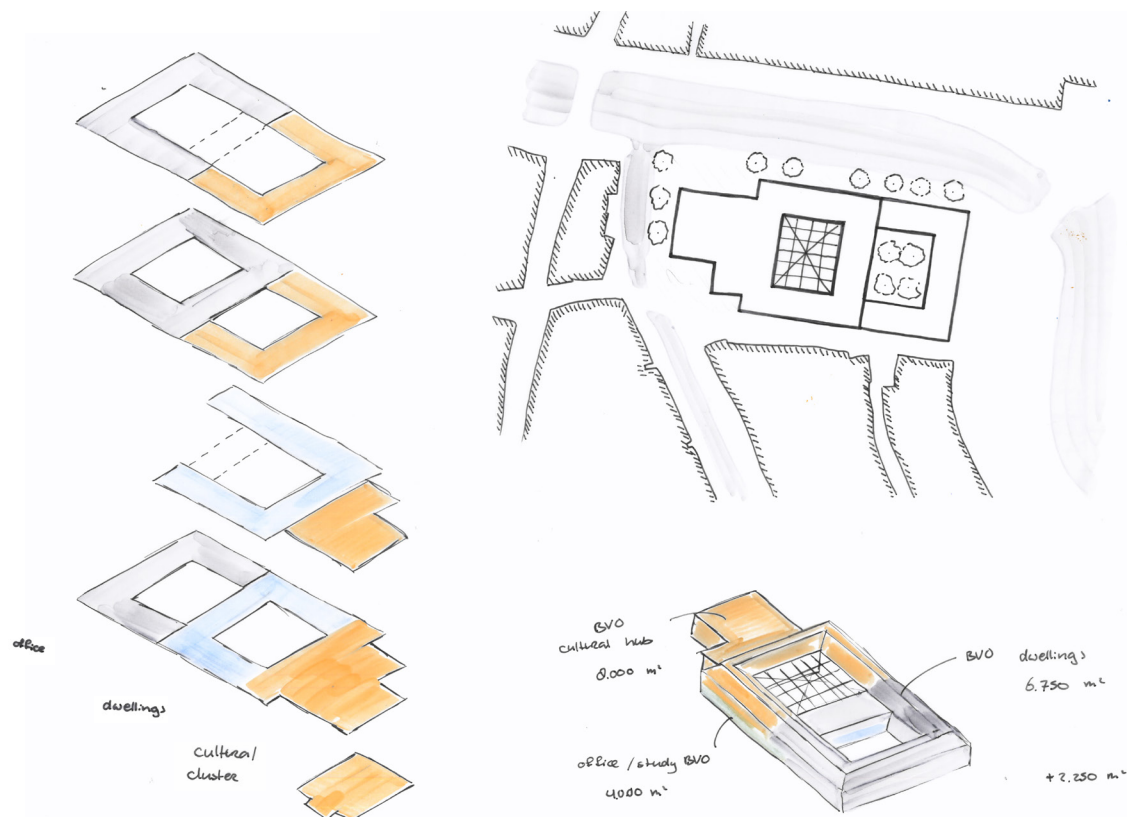 office
dwellings
cultural/
cluster
BVO
cultural hub
8.000 m²
BVO dwellings
6.750 m²
office / study BVO
4000 m²
+ 2.250 m²